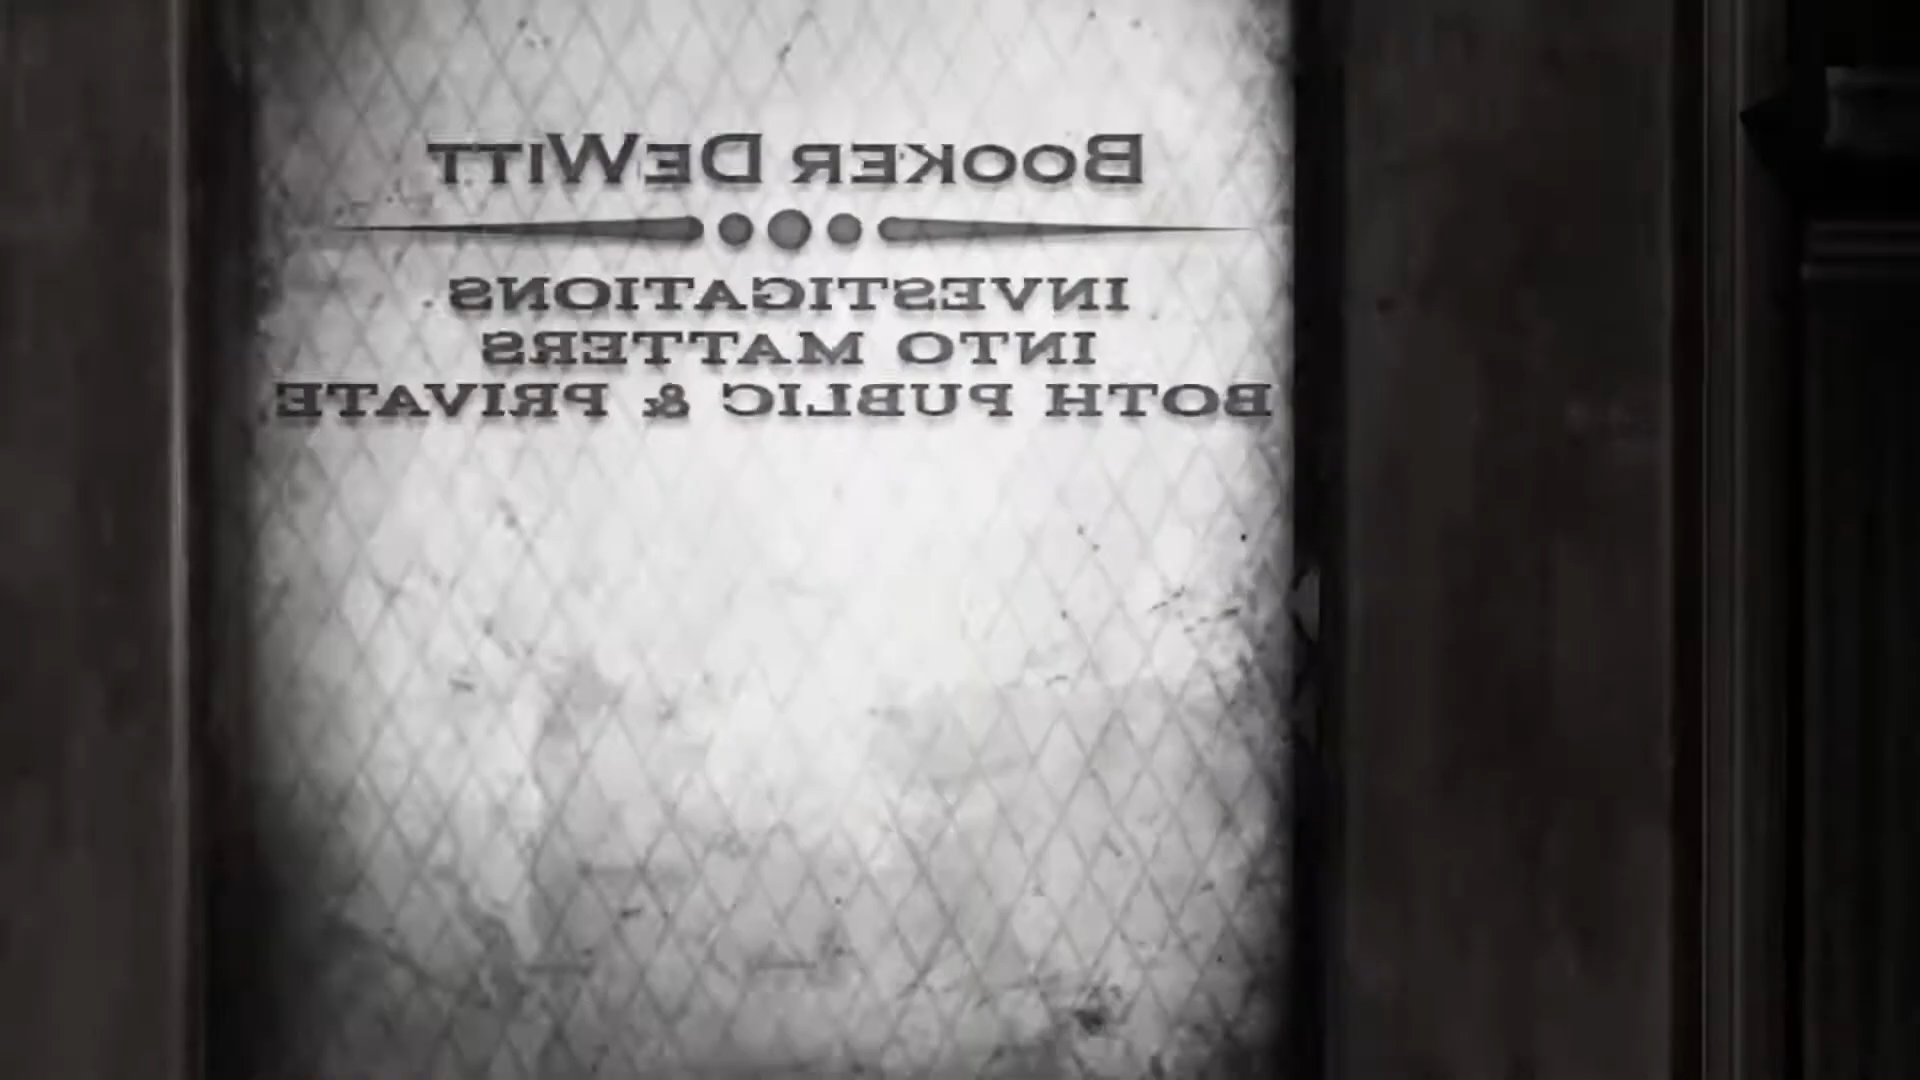 Booker DeWitt
INVESTIGATIONS
INTO MATTERS
BOTH PUBLIC & PRIVATE